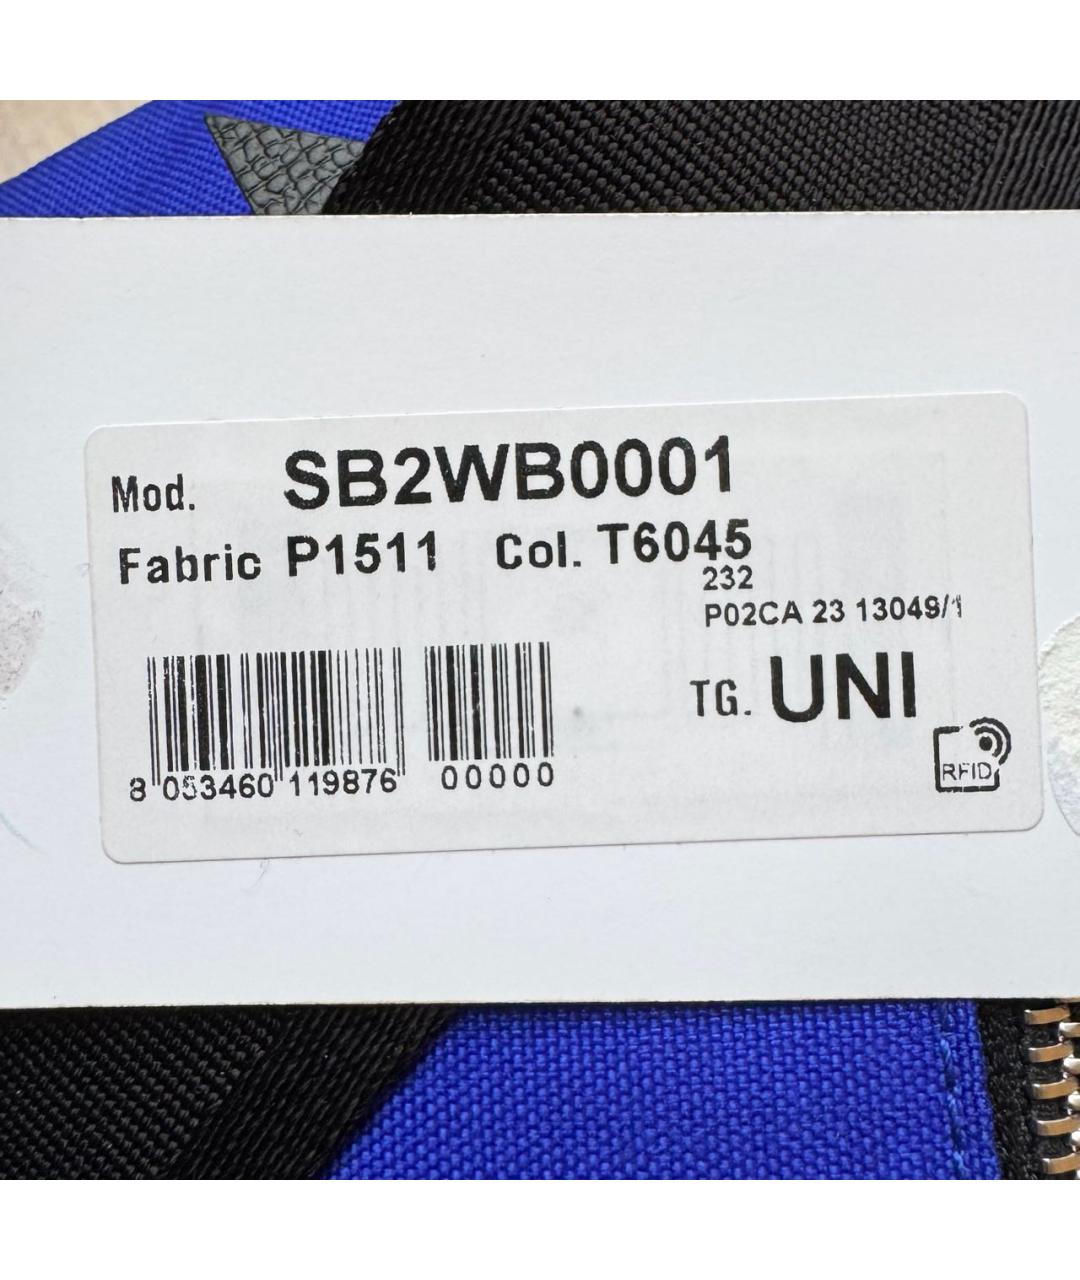 Mod. SB2WB0001
Fabric P1511 Col. T6045
232
P02CA 23 13049/1
TG. UNI
RFID
8 053460 119876 00000